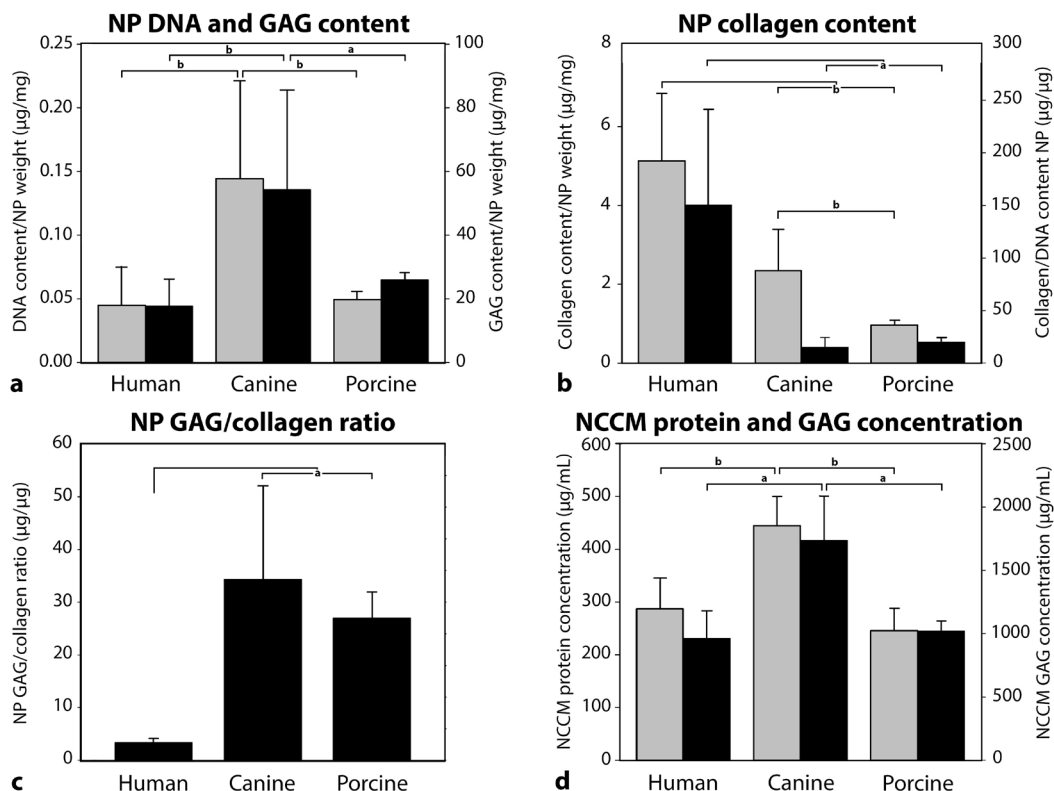 NP DNA and GAG content
0.25
0.20
0.15
0.10
0.05
0.00
DNA content/NP weight (µg/mg)
100
80
60
40
20
0
GAG content/NP weight (µg/mg)
b
a
b
b
Human Canine Porcine
a
NP collagen content
8
6
4
2
0
Collagen content/NP weight (µg/mg)
300
250
200
150
100
50
0
Collagen/DNA content NP (µg/µg)
a
b
b
Human Canine Porcine
b
NP GAG/collagen ratio
60
50
40
30
20
10
0
NP GAG/collagen ratio (µg/µg)
a
Human Canine Porcine
c
NCCM protein and GAG concentration
600
500
400
300
200
100
0
NCCM protein concentration (µg/mL)
2500
2000
1500
1000
500
0
NCCM GAG concentration (µg/mL)
b
b
a
a
Human Canine Porcine
d